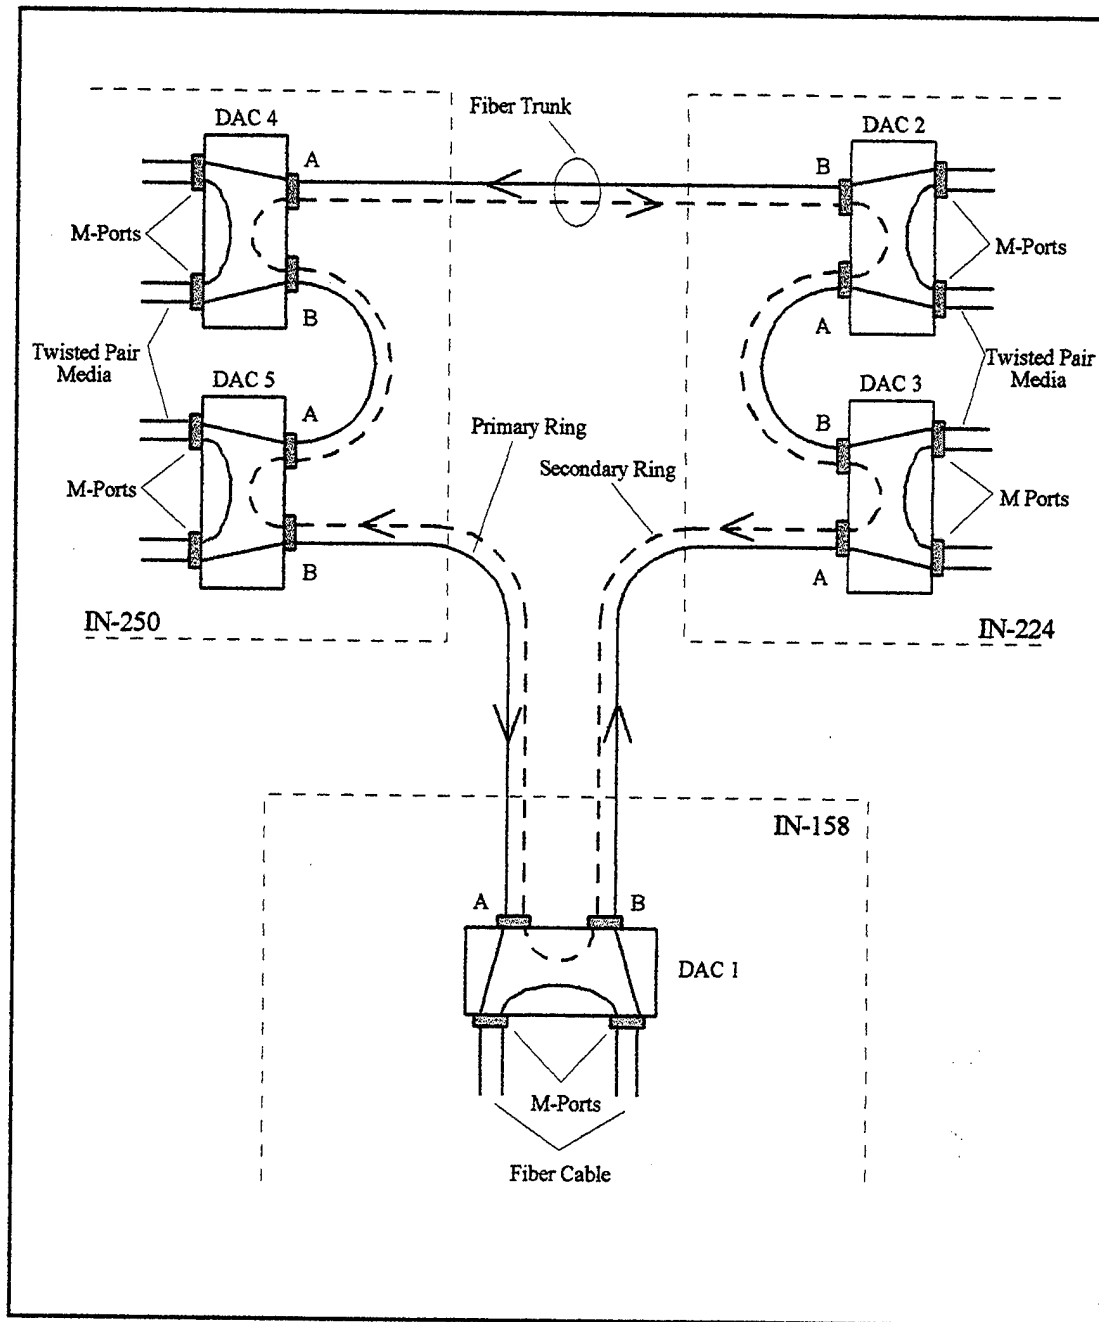 Fiber Trunk
DAC 4
A
M-Ports
B
Twisted Pair
Media
DAC 2
B
M-Ports
A
Twisted Pair
Media
DAC 5
A
M-Ports
B
IN-250
Primary Ring
Secondary Ring
DAC 3
B
M Ports
A
IN-224
IN-158
A
B
DAC 1
M-Ports
Fiber Cable